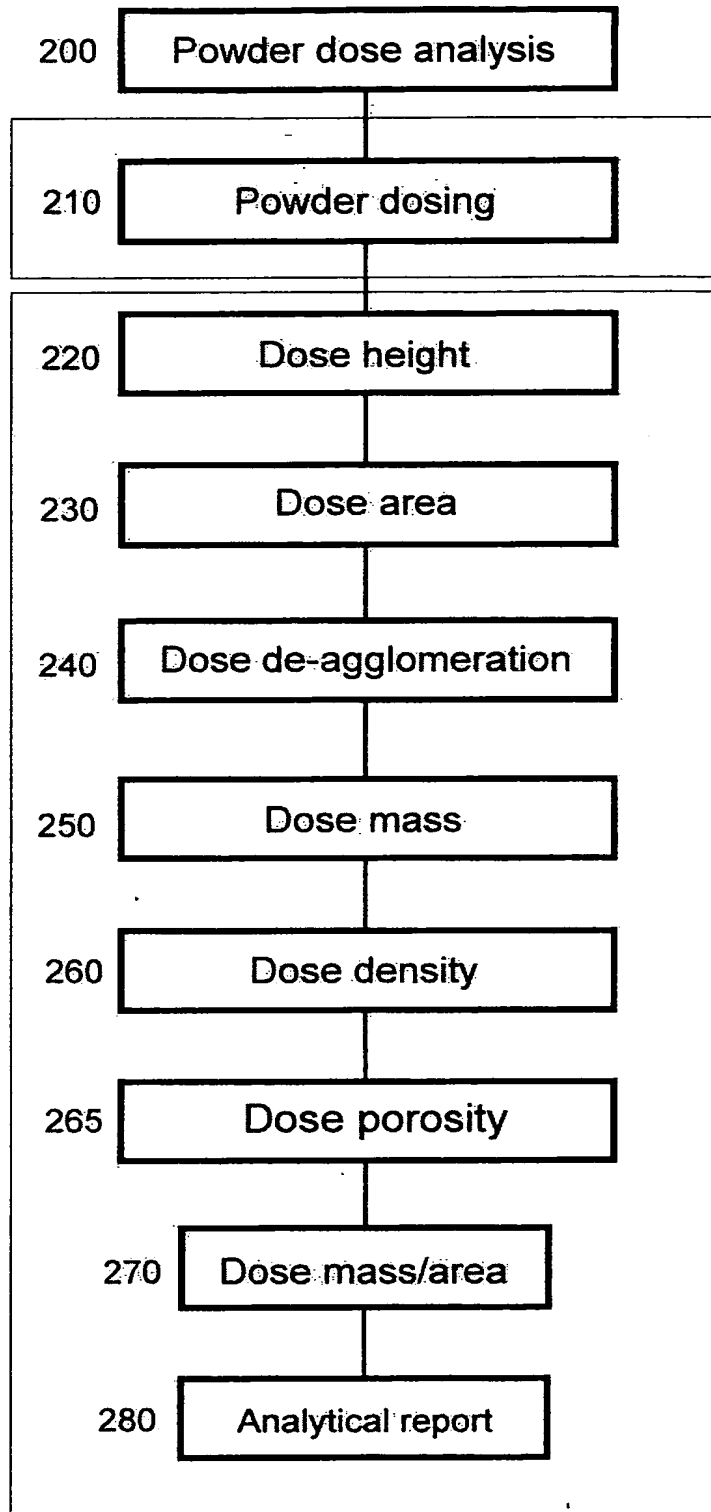 200 Powder dose analysis
210 Powder dosing
220 Dose height
230 Dose area
240 Dose de-agglomeration
250 Dose mass
260 Dose density
265 Dose porosity
270 Dose mass/area
280 Analytical report